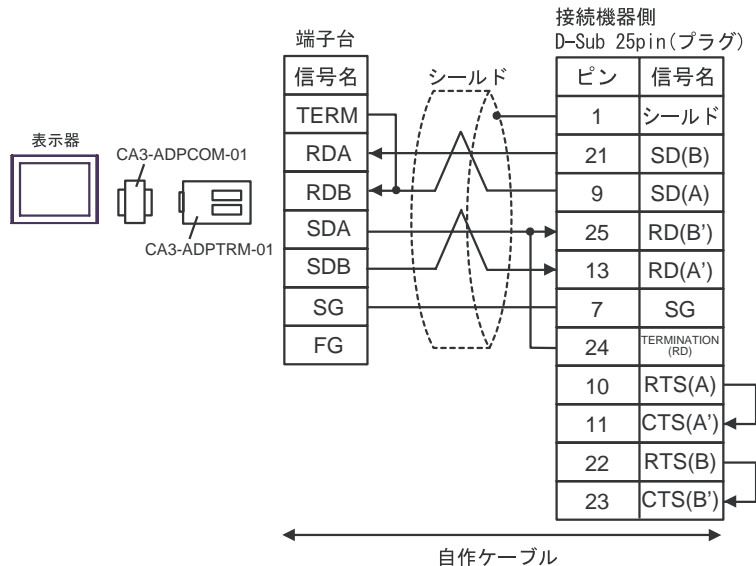 接続機器側
D-Sub 25pin(プラグ)
端子台
信号名
TERM
RDA
RDB
SDA
SDB
SG
FG
シールド
ピン 信号名
1 シールド
21 SD(B)
9 SD(A)
25 RD(B')
13 RD(A')
7 SG
24 TERMINATION
(RD)
10 RTS(A)
11 CTS(A')
22 RTS(B)
23 CTS(B')
表示器
CA3-ADPCOM-01
CA3-ADPTRM-01
自作ケーブル